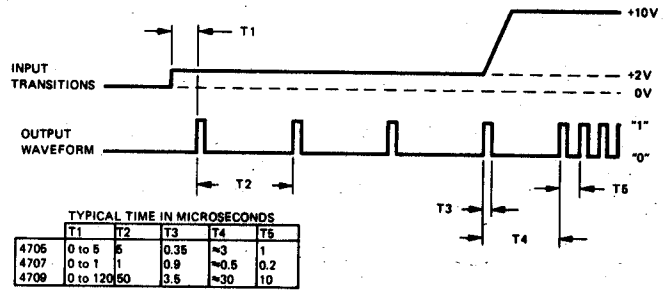 +10V
T1
INPUT
TRANSITIONS
+2V
0V
OUTPUT
WAVEFORM
"1"
"0"
T2
T5
T3
T4
TYPICAL TIME IN MICROSECONDS
T1 T2 T3 T4 T5
4705 0 to 5 5 0.35 ≈3 1
4707 0 to 1 1 0.9 ≈0.5 0.2
4709 0 to 120 50 3.5 ≈30 10